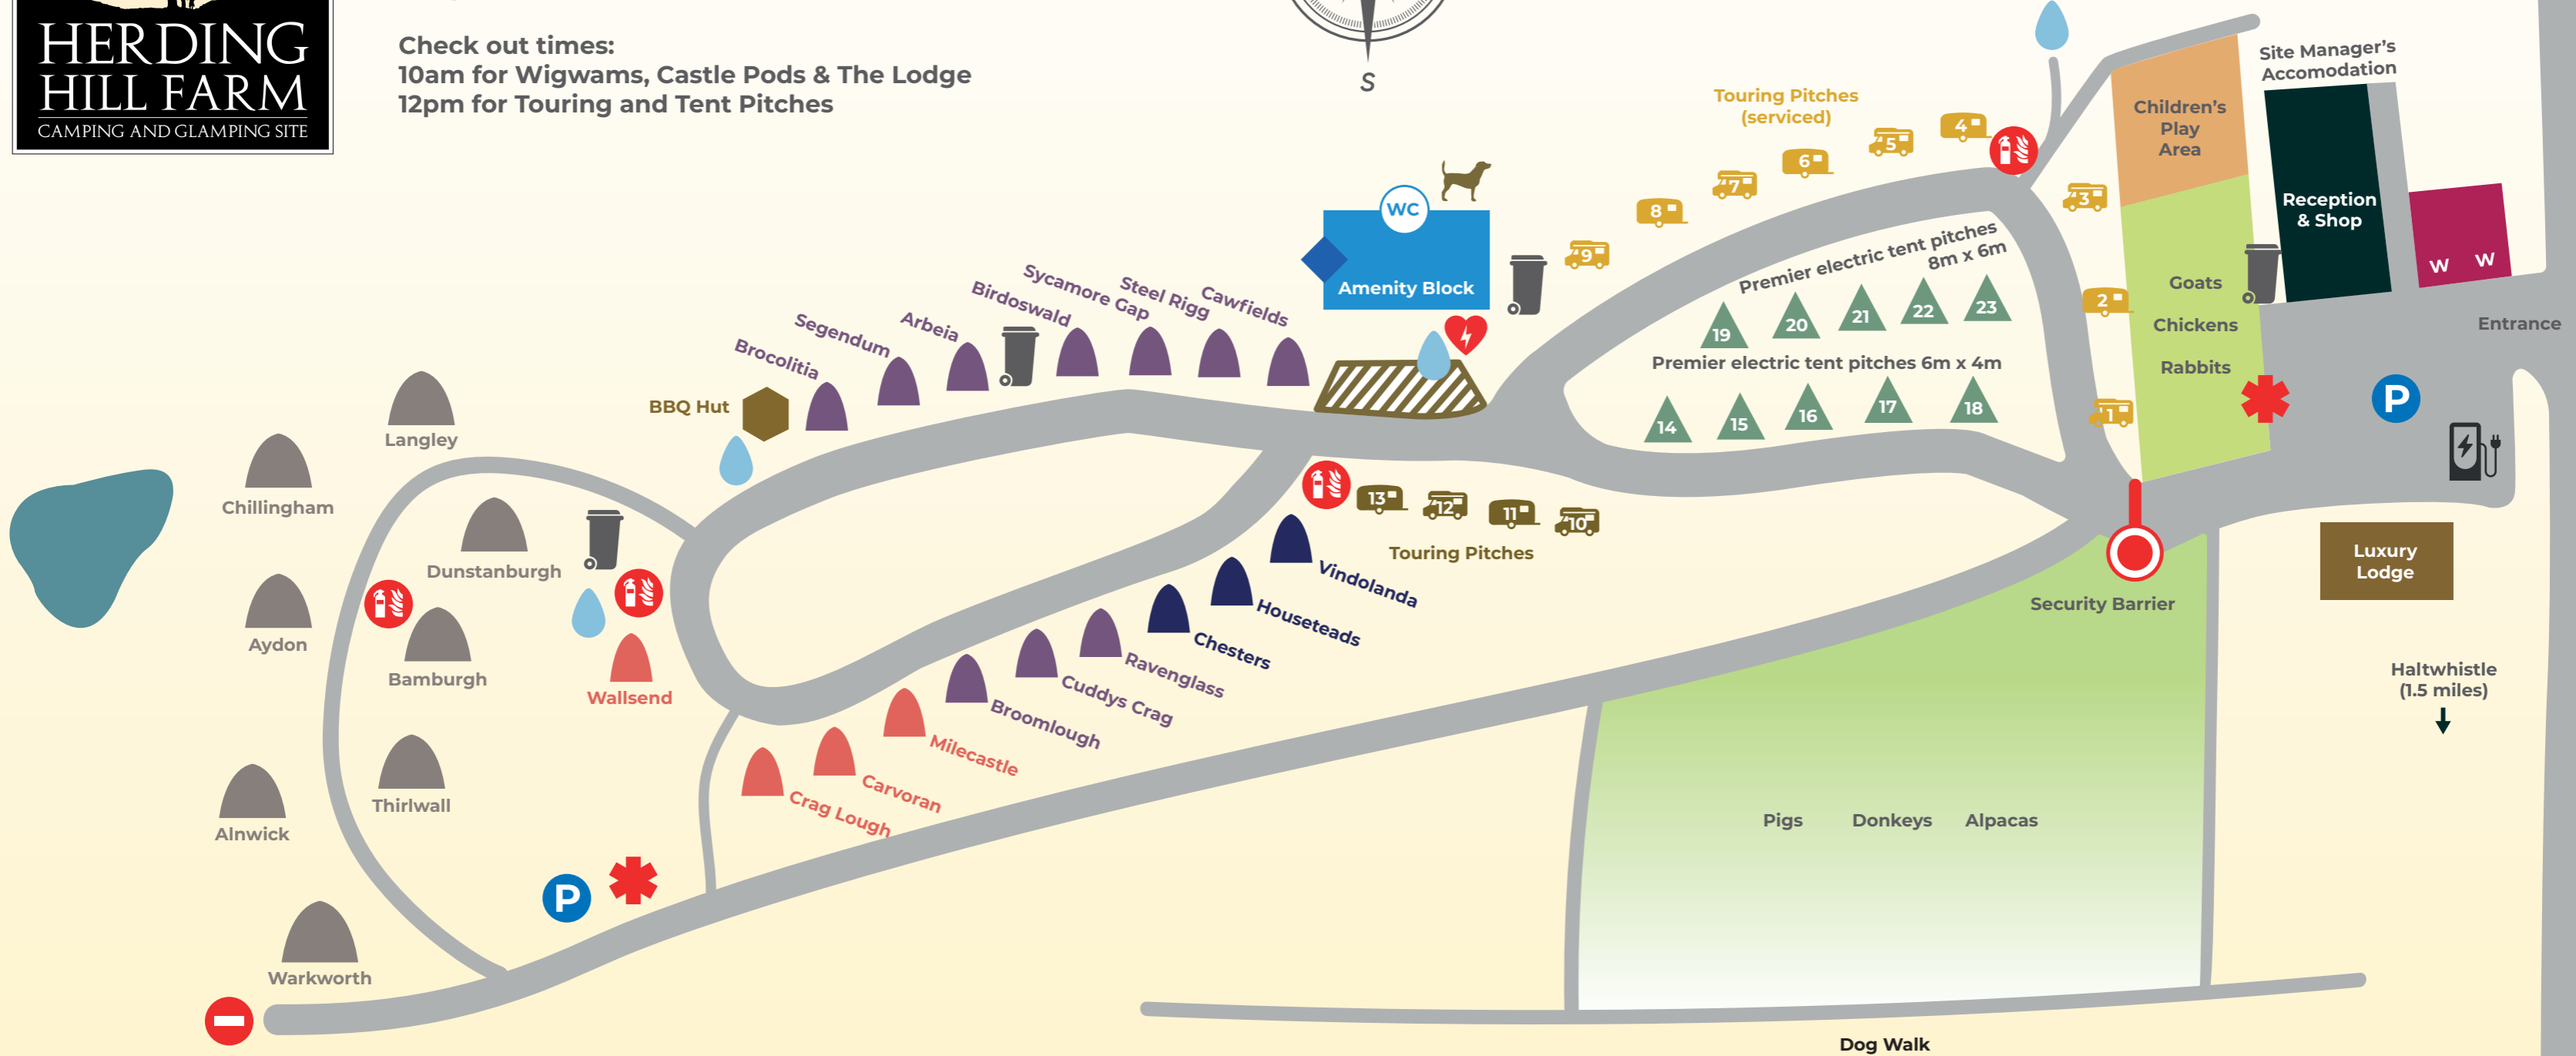 HERDING
HILL FARM
CAMPING AND GLAMPING SITE
Check out times:
10am for Wigwams, Castle Pods & The Lodge
12pm for Touring and Tent Pitches
S
Site Manager's
Accomodation
Children's
Play
Area
Reception
& Shop
W W
Touring Pitches
(serviced)
4
5
6
7
8
9
3
2
1
WC
Amenity Block
Premier electric tent pitches
8m x 6m
19
20
21
22
23
Premier electric tent pitches 6m x 4m
14
15
16
17
18
Goats
Chickens
Rabbits
Entrance
P
Cawfields
Steel Rigg
Sycamore Gap
Birdoswald
Arbeia
Segendum
Brocolitia
BBQ Hut
Langley
Chillingham
Dunstanburgh
Aydon
Bamburgh
Wallsend
Thirlwall
Alnwick
Warkworth
13
12
11
10
Touring Pitches
Vindolanda
Houseteads
Chesters
Ravenglass
Cuddys Crag
Broomlough
Milecastle
Carvoran
Crag Lough
P
Security Barrier
Luxury
Lodge
Haltwhistle
(1.5 miles)
Pigs Donkeys Alpacas
Dog Walk